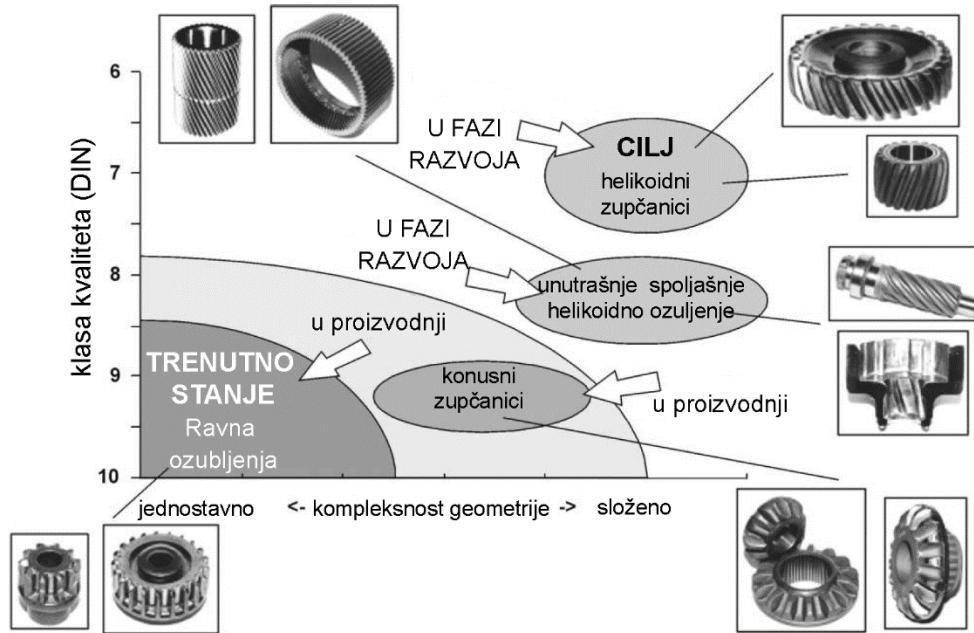 klasa kvaliteta (DIN)
6
7
8
9
10
U FAZI
RAZVOJA
CILJ
helikoidni
zupčanici
U FAZI
RAZVOJA
unutrašnje spoljašnje
helikoidno ozuljenje
u proizvodnji
TRENUTNO
STANJE
Ravna
ozubljenja
konusni
zupčanici
u proizvodnji
jednostavno <- kompleksnost geometrije -> složeno